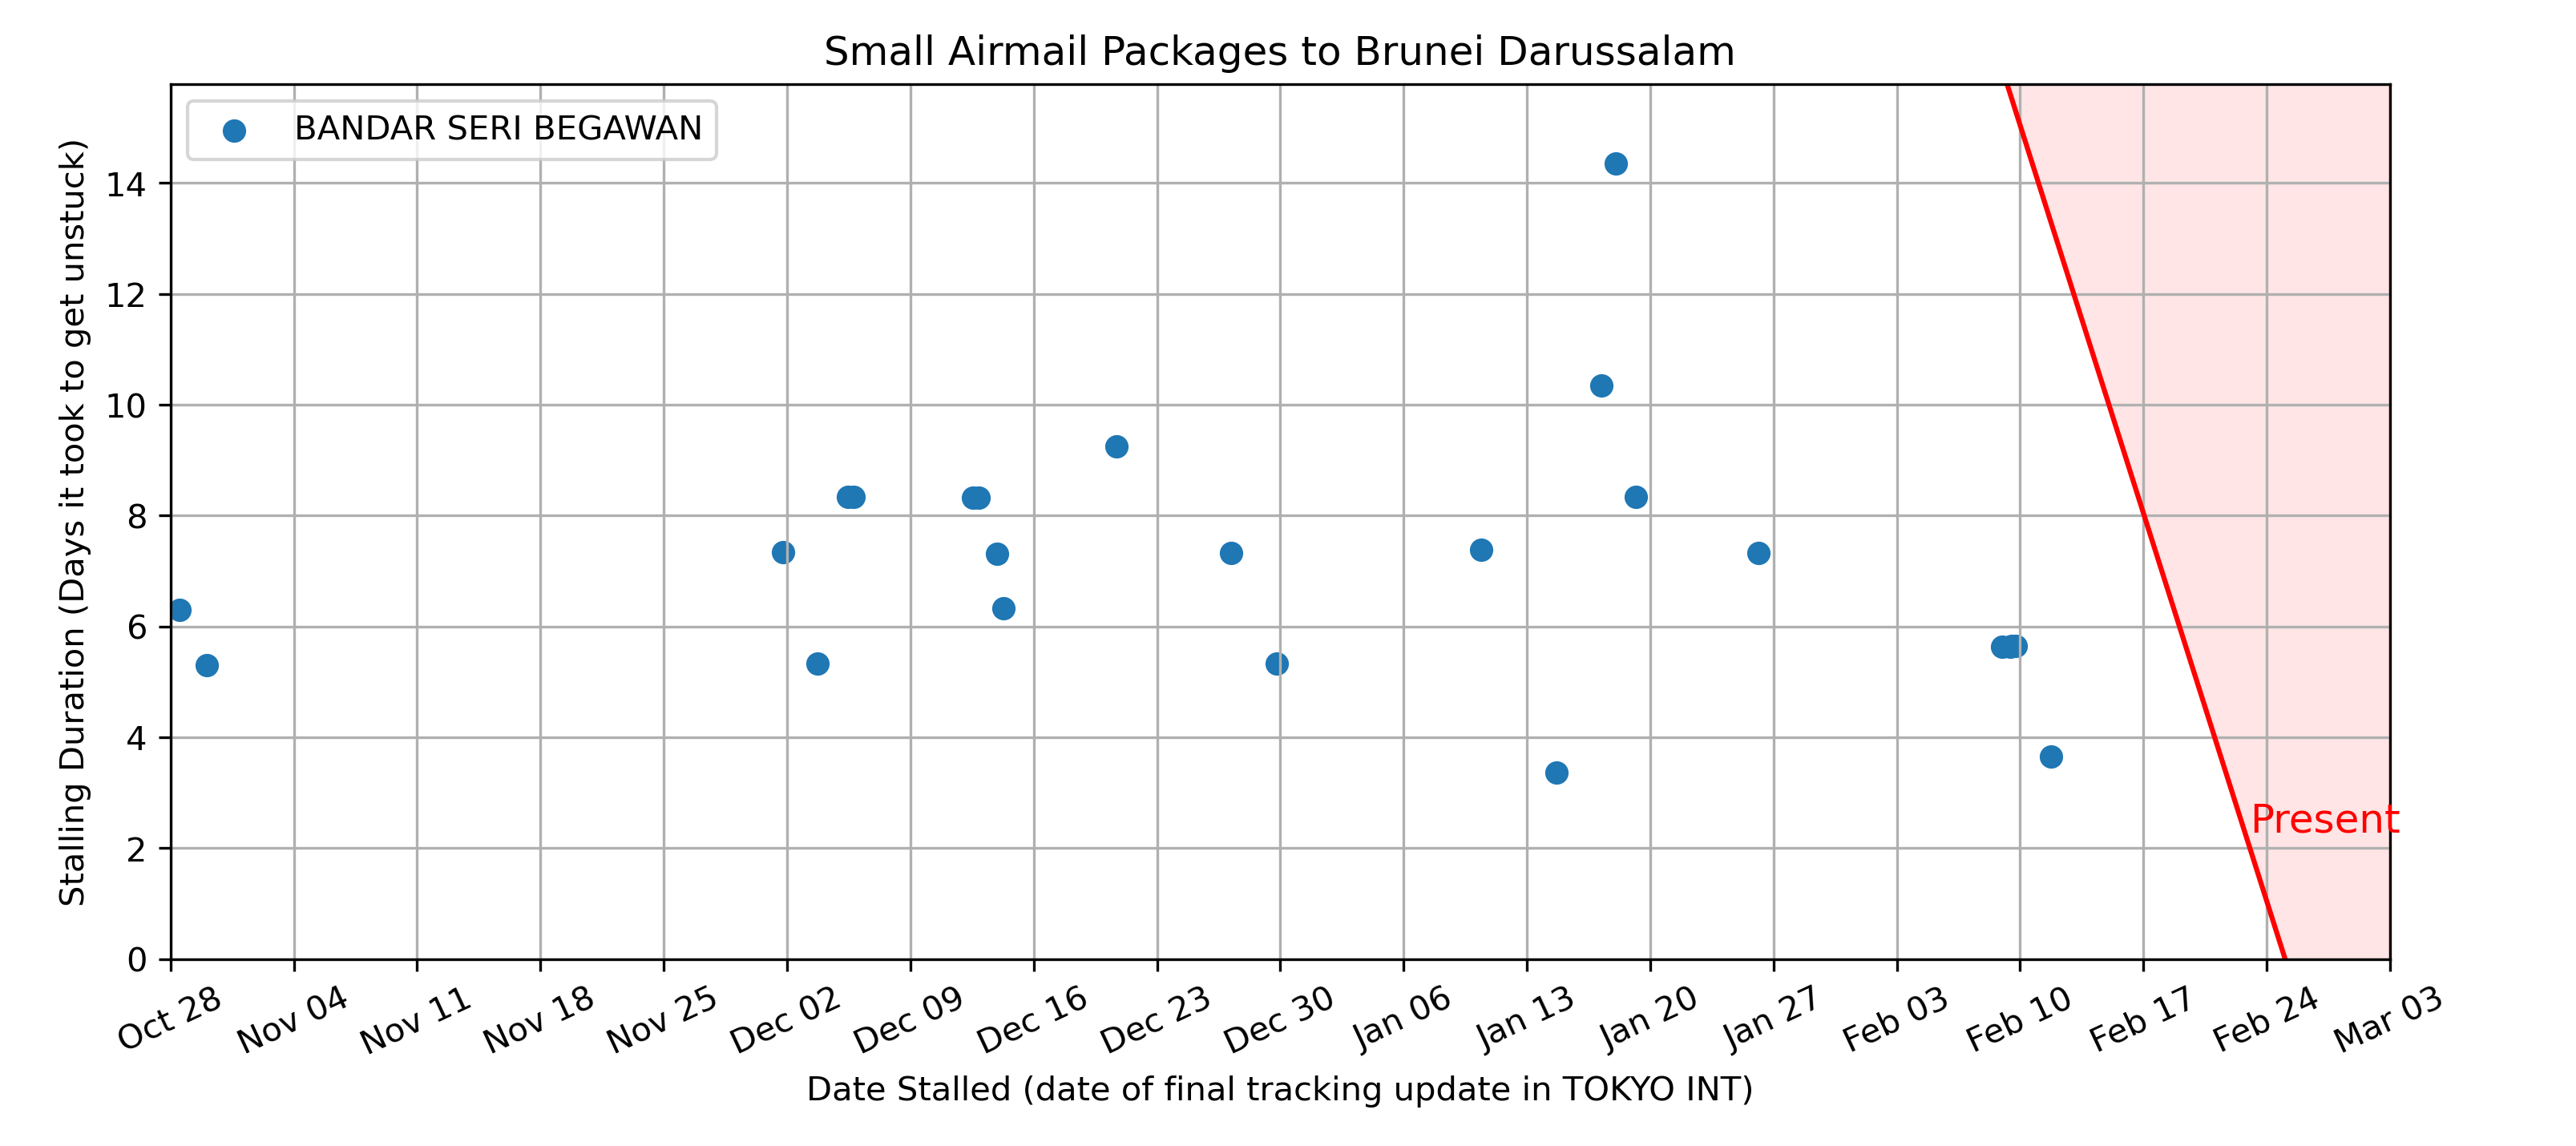 Small Airmail Packages to Brunei Darussalam
BANDAR SERI BEGAWAN
Stalling Duration (Days it took to get unstuck)
14
12
10
8
6
4
2
0
Present
Oct 28
Nov 04
Nov 11
Nov 18
Nov 25
Dec 02
Dec 09
Dec 16
Dec 23
Dec 30
Jan 06
Jan 13
Jan 20
Jan 27
Feb 03
Feb 10
Feb 17
Feb 24
Mar 03
Date Stalled (date of final tracking update in TOKYO INT)